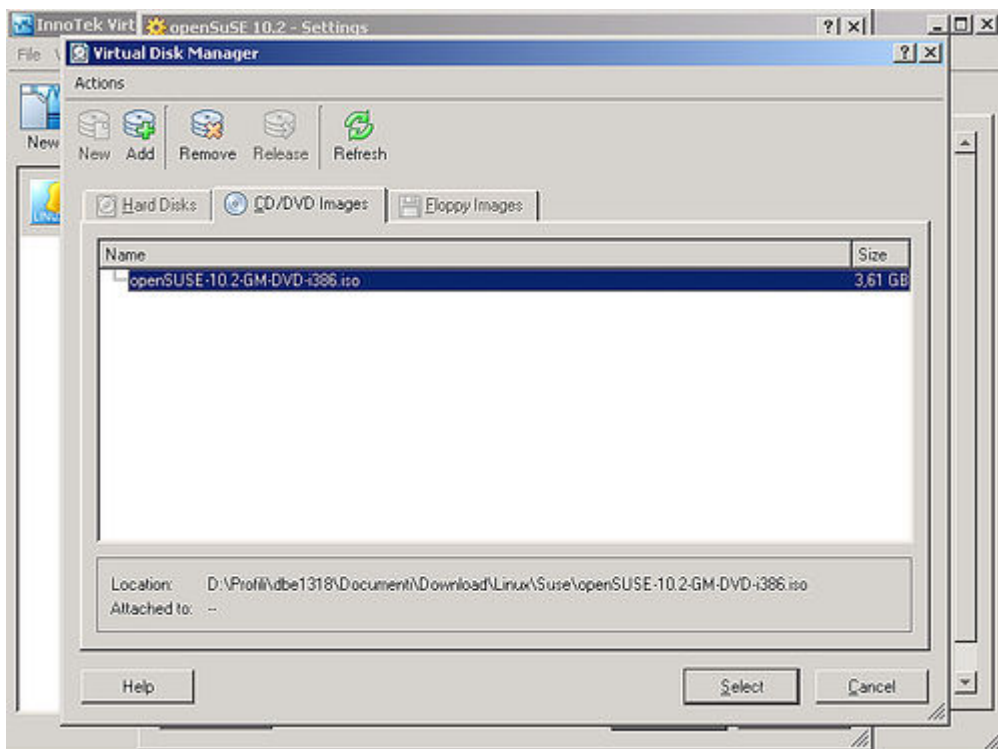 InnoTek Virt
openSuSE 10.2 - Settings
File
Virtual Disk Manager
Actions
New
New Add Remove Release Refresh
Hard Disks CD/DVD Images Floppy Images
LINUX
Name Size
openSUSE-10.2-GM-DVD-i386.iso 3,61 GB
Location: D:\Profili\dbe1318\Documenti\Download\Linux\Suse\openSUSE-10.2-GM-DVD-i386.iso
Attached to: --
Help Select Cancel